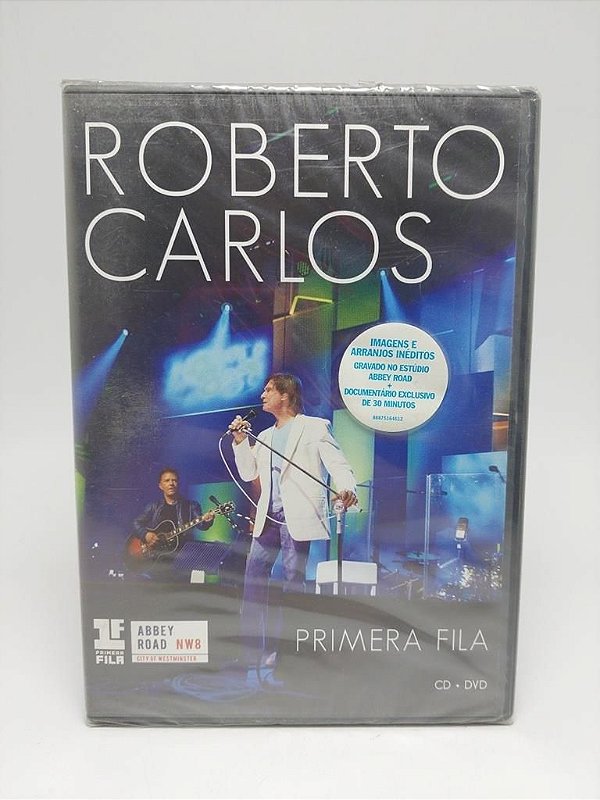 ROBERTO
CARLOS
IMAGENS E
ARRANJOS INÉDITOS
GRAVADO NO ESTÚDIO
ABBEY ROAD
+
DOCUMENTÁRIO EXCLUSIVO
DE 30 MINUTOS
88875164612
1F
PRIMERA
FILA
ABBEY
ROAD NW8
CITY OF WESTMINSTER
PRIMERA FILA
CD + DVD